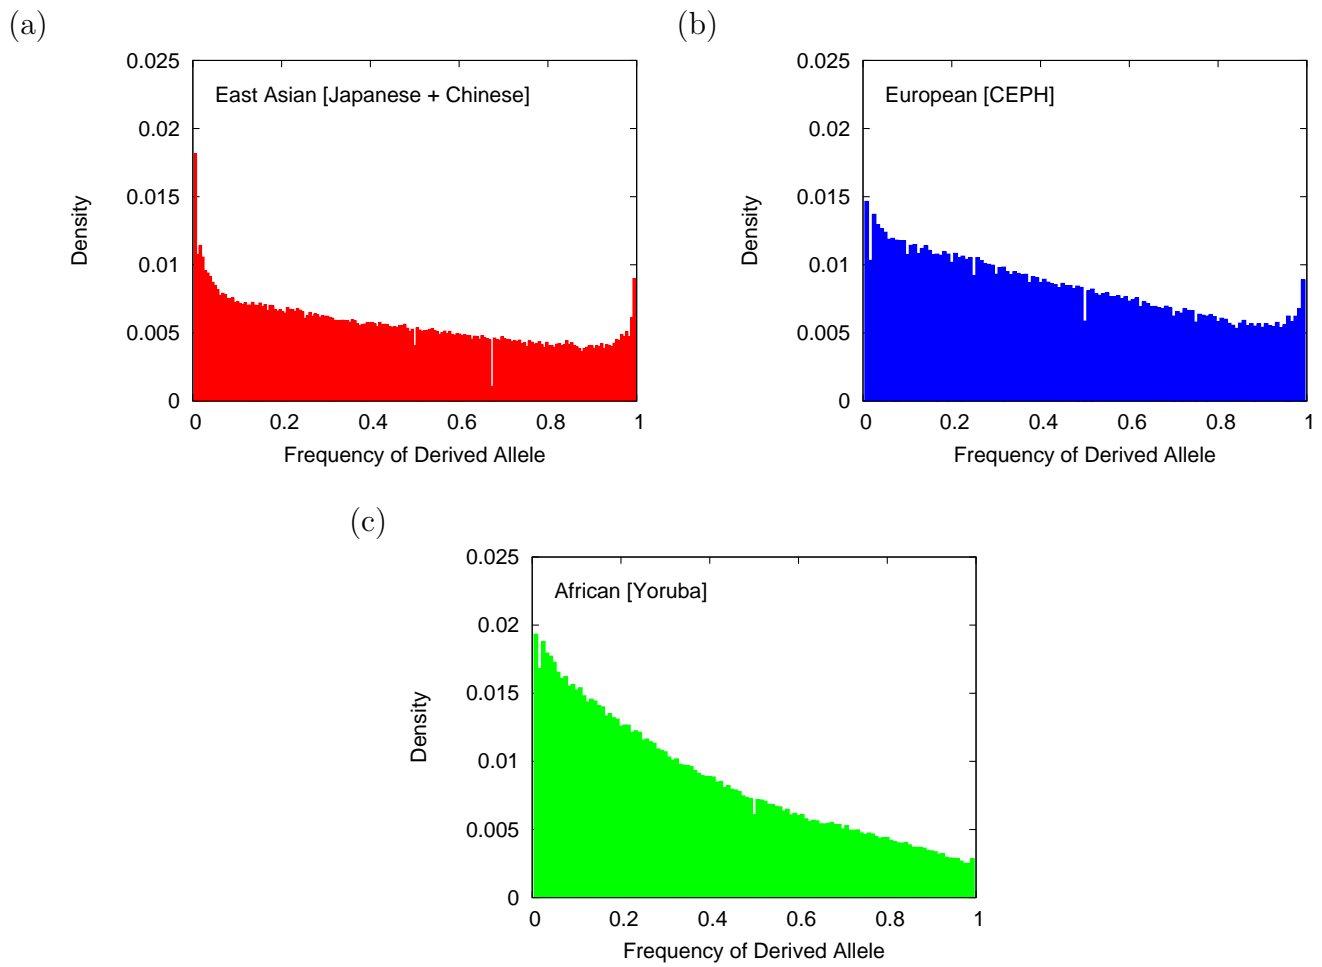 (a)
0.025
East Asian [Japanese + Chinese]
0.02
0.015
Density
0.01
0.005
0
0 0.2 0.4 0.6 0.8 1
Frequency of Derived Allele
(b)
0.025
European [CEPH]
0.02
0.015
Density
0.01
0.005
0
0 0.2 0.4 0.6 0.8 1
Frequency of Derived Allele
(c)
0.025
African [Yoruba]
0.02
0.015
Density
0.01
0.005
0
0 0.2 0.4 0.6 0.8 1
Frequency of Derived Allele